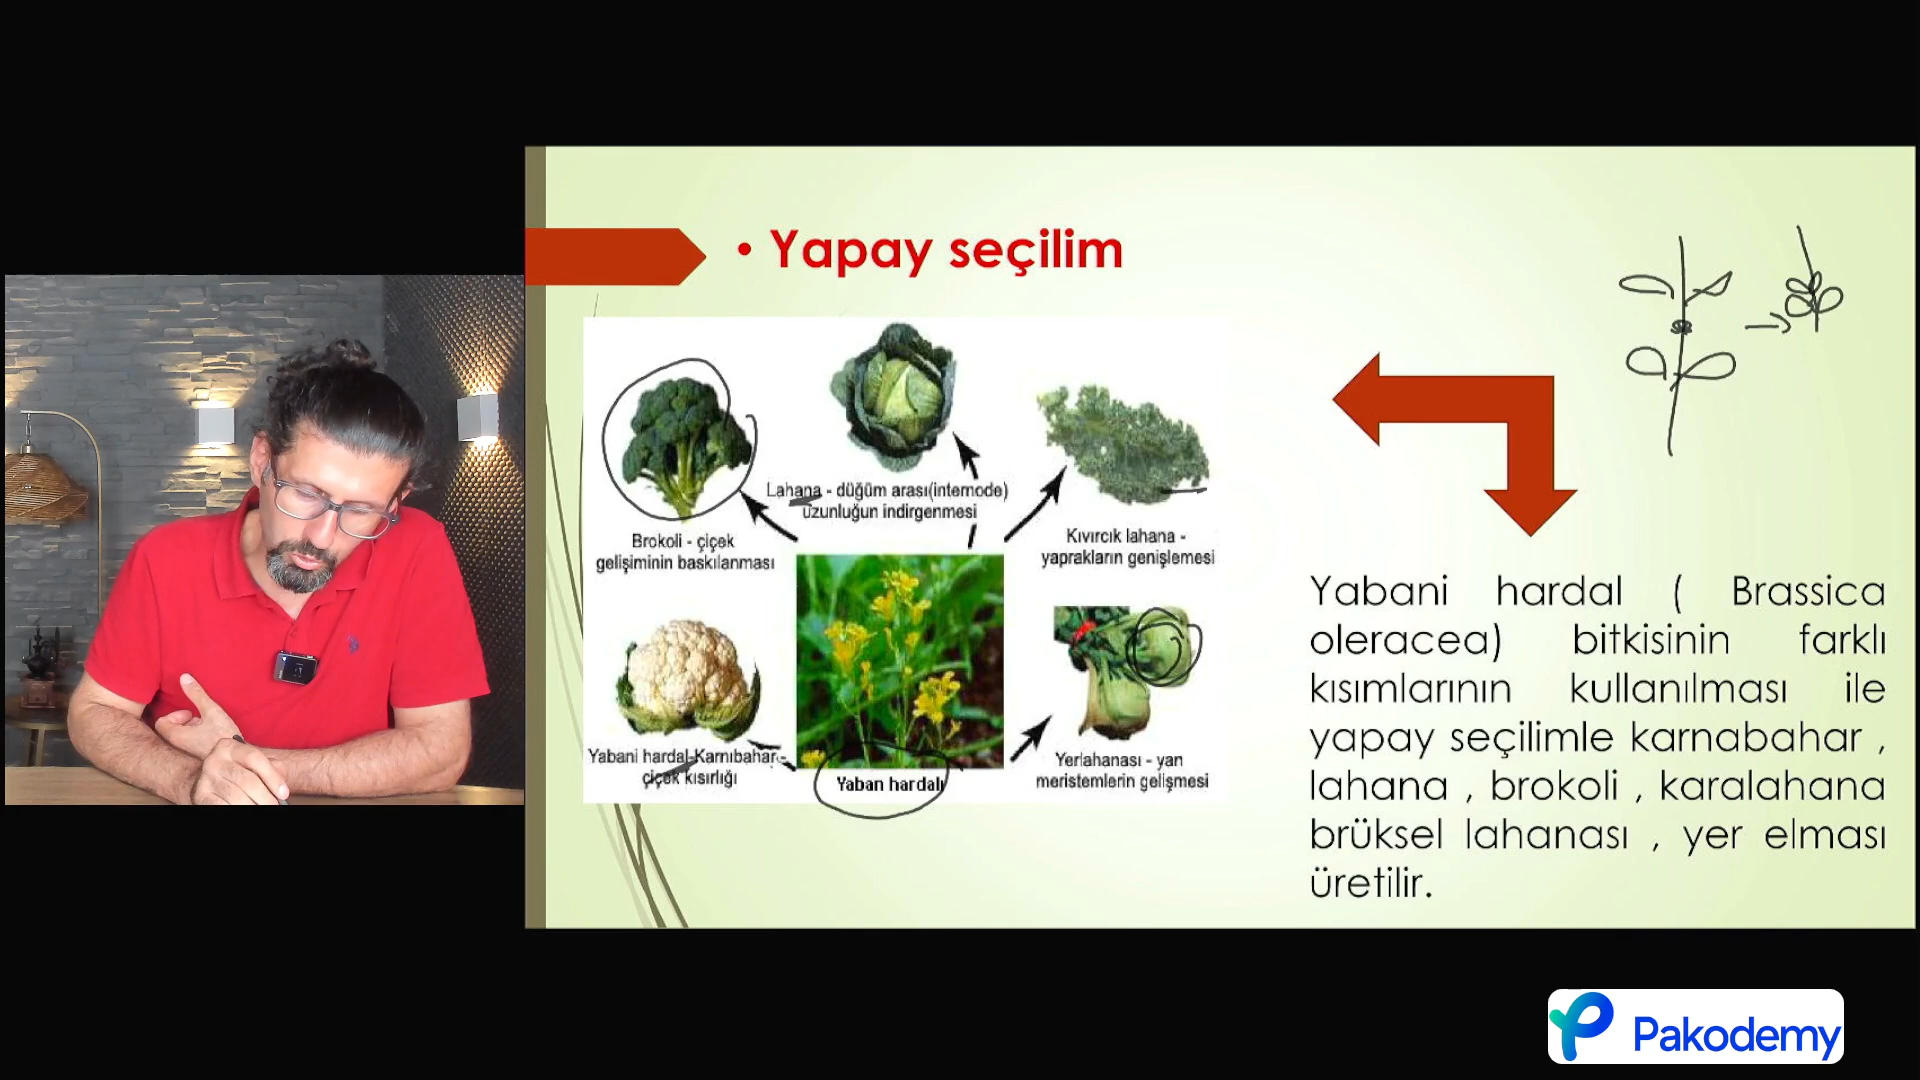 • Yapay seçilim
Lahana - düğüm arası(internode)
uzunluğun indirgenmesi
Brokoli - çiçek
gelişiminin baskılanması
Kıvırcık lahana -
yaprakların genişlemesi
Yabani hardal-Karnıbahar-
çiçek kısırlığı
Yaban hardalı
Yerlahanası - yan
meristemlerin gelişmesi
Yabani hardal ( Brassica
oleracea) bitkisinin farklı
kısımlarının kullanılması ile
yapay seçilimle karnabahar ,
lahana , brokoli , karalahana
brüksel lahanası , yer elması
üretilir.
Pakodemy